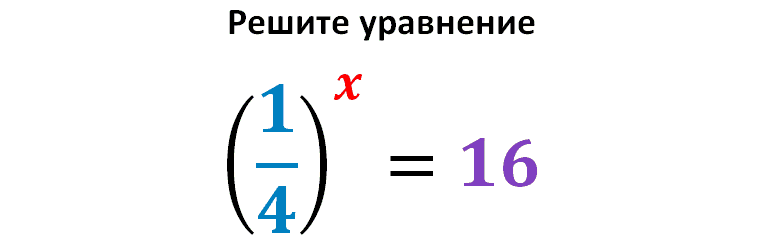 Решите уравнение
(1/4)^x = 16